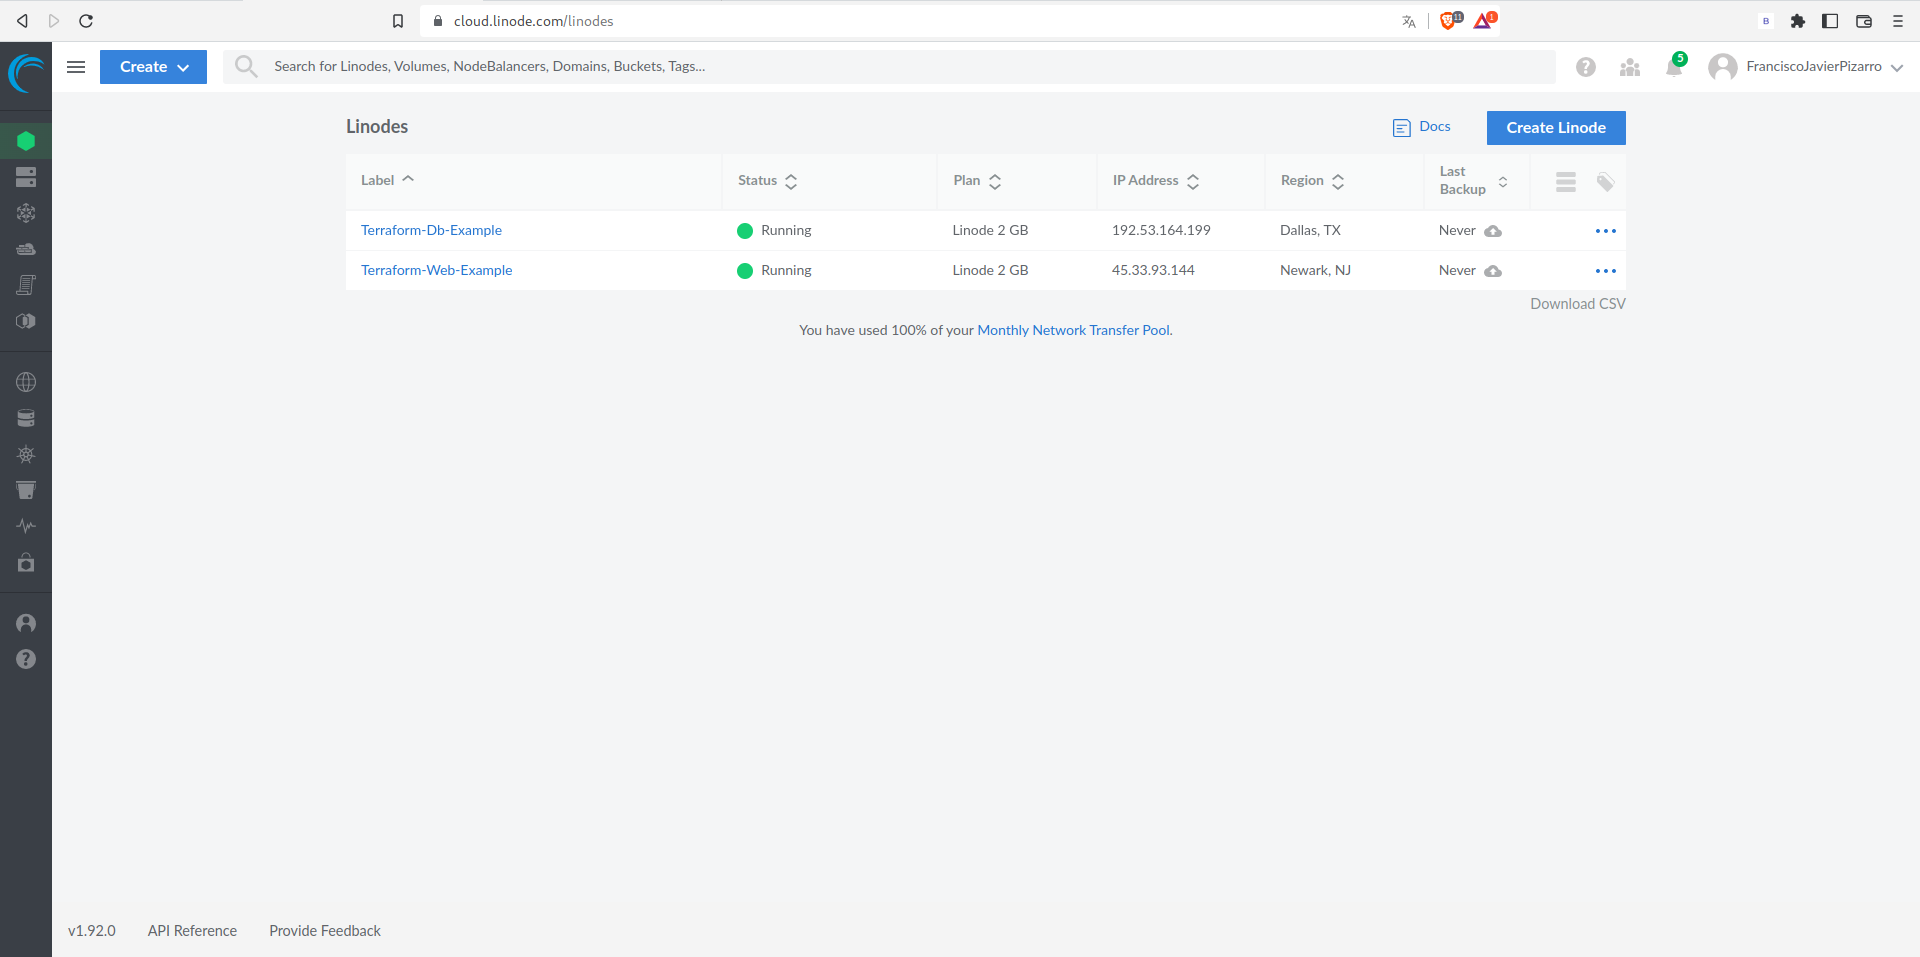 cloud.linode.com/linodes
11
1
B
Create
Search for Linodes, Volumes, NodeBalancers, Domains, Buckets, Tags...
5
FranciscoJavierPizarro
Linodes
Docs
Create Linode
Label Status Plan IP Address Region Last Backup
Terraform-Db-Example Running Linode 2 GB 192.53.164.199 Dallas, TX Never
Terraform-Web-Example Running Linode 2 GB 45.33.93.144 Newark, NJ Never
Download CSV
You have used 100% of your Monthly Network Transfer Pool.
v1.92.0 API Reference Provide Feedback